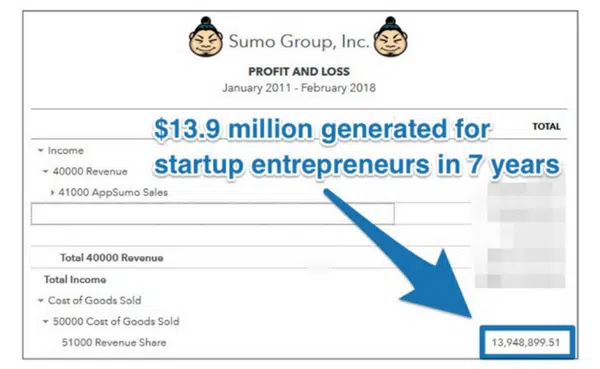 Sumo Group, Inc.
PROFIT AND LOSS
January 2011 - February 2018
$13.9 million generated for
startup entrepreneurs in 7 years
TOTAL
Income
40000 Revenue
41000 AppSumo Sales
Total 40000 Revenue
Total Income
Cost of Goods Sold
50000 Cost of Goods Sold
51000 Revenue Share
13,948,899.51